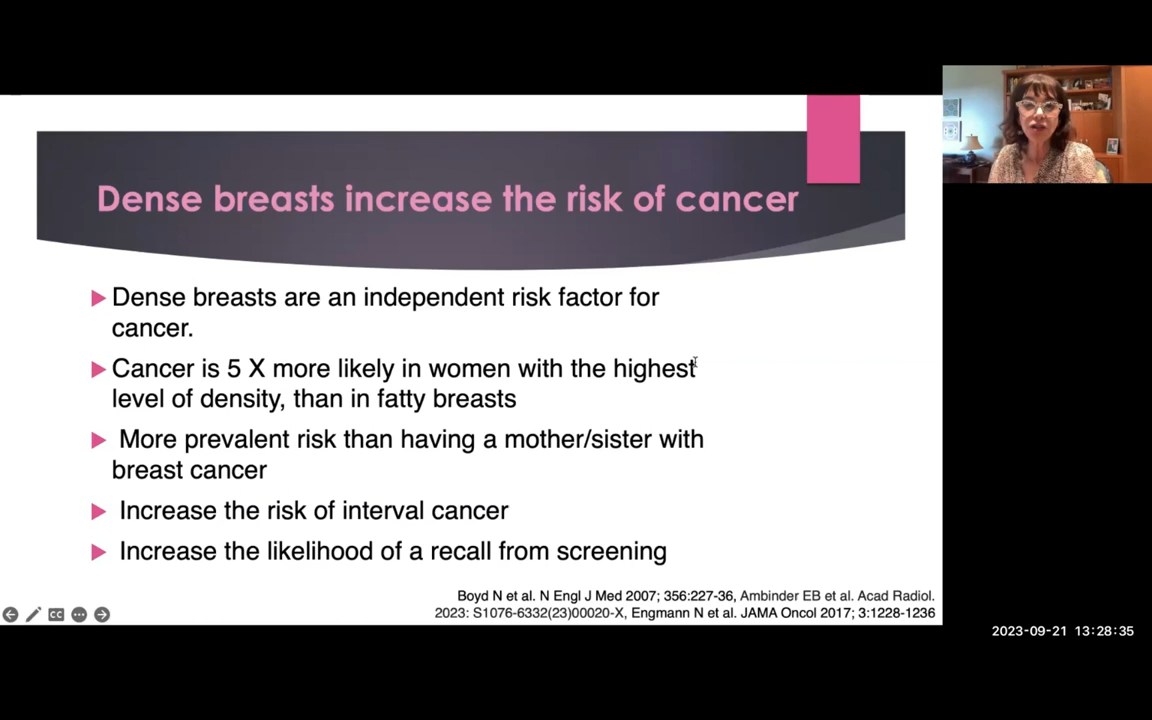 Dense breasts increase the risk of cancer
Dense breasts are an independent risk factor for
cancer.
Cancer is 5 X more likely in women with the highest
level of density, than in fatty breasts
More prevalent risk than having a mother/sister with
breast cancer
Increase the risk of interval cancer
Increase the likelihood of a recall from screening
Boyd N et al. N Engl J Med 2007; 356:227-36, Ambinder EB et al. Acad Radiol.
2023: S1076-6332(23)00020-X, Engmann N et al. JAMA Oncol 2017; 3:1228-1236
CC
2023-09-21 13:28:35